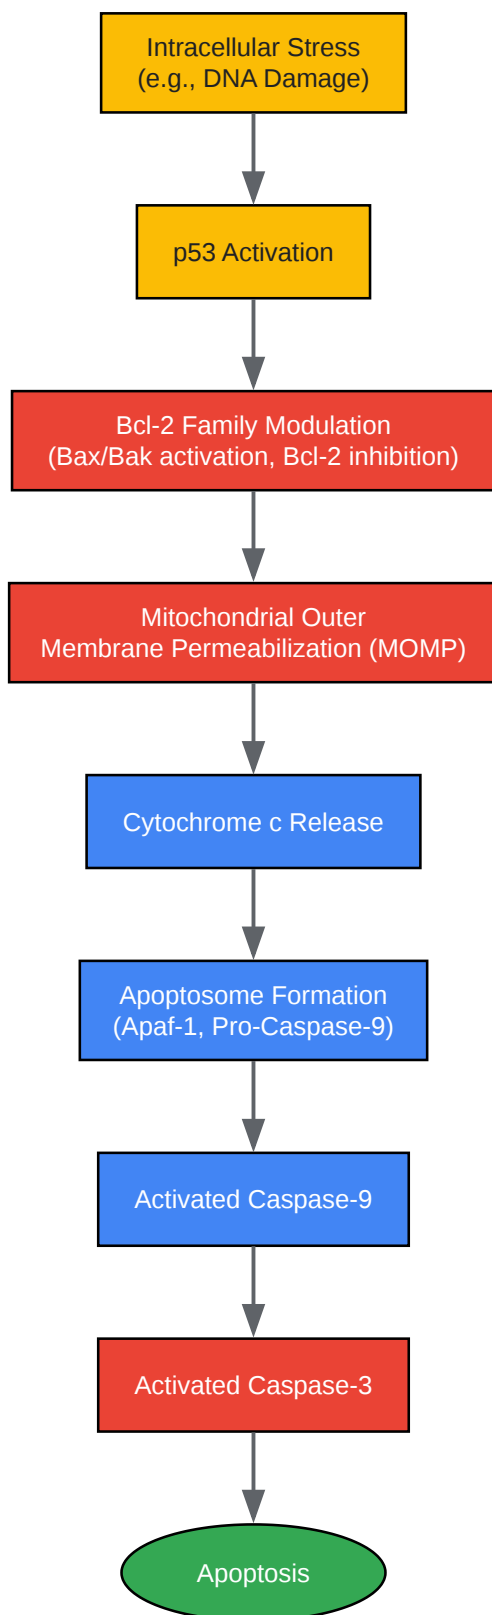 Intracellular Stress
(e.g., DNA Damage)
p53 Activation
Bcl-2 Family Modulation
(Bax/Bak activation, Bcl-2 inhibition)
Mitochondrial Outer
Membrane Permeabilization (MOMP)
Cytochrome c Release
Apoptosome Formation
(Apaf-1, Pro-Caspase-9)
Activated Caspase-9
Activated Caspase-3
Apoptosis